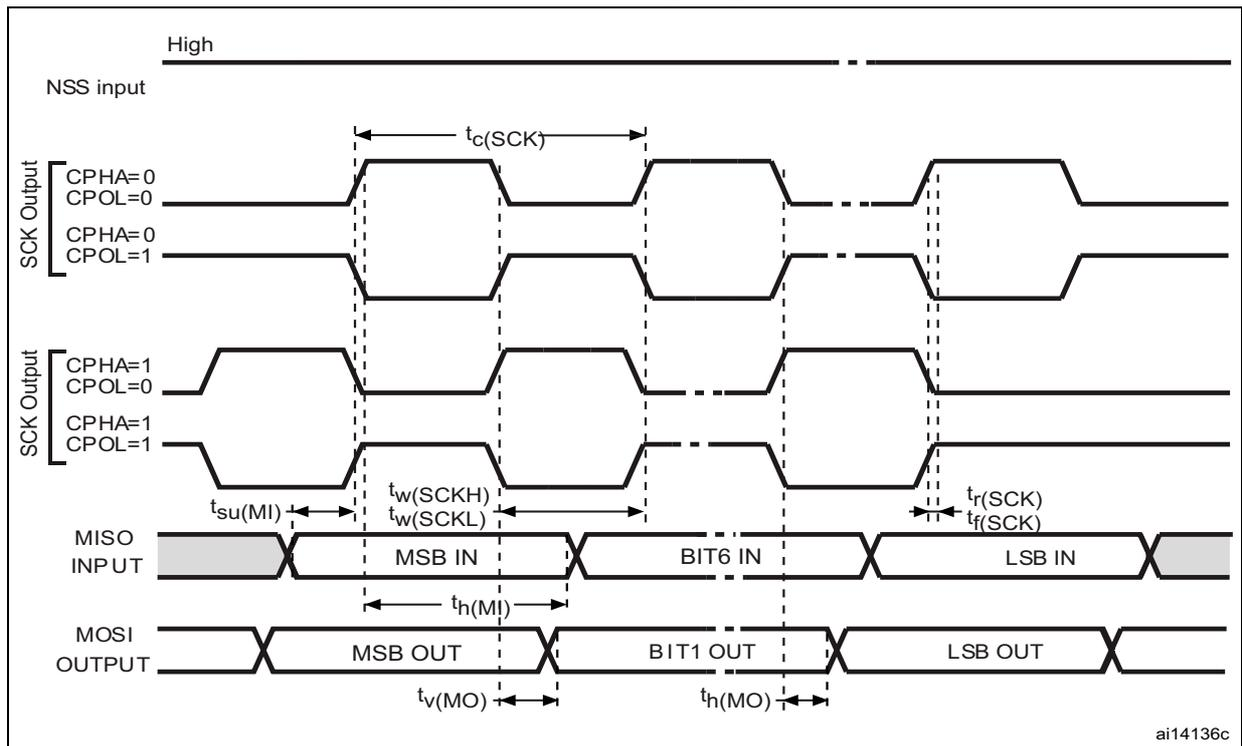 High
NSS input
tc(SCK)
SCK Output
CPHA=0
CPOL=0
CPHA=0
CPOL=1
SCK Output
CPHA=1
CPOL=0
CPHA=1
CPOL=1
tsu(MI)
tw(SCKH)
tw(SCKL)
tr(SCK)
tf(SCK)
MISO
INPUT
MSB IN
BIT6 IN
LSB IN
th(MI)
MOSI
OUTPUT
MSB OUT
BIT1 OUT
LSB OUT
tv(MO)
th(MO)
ai14136c